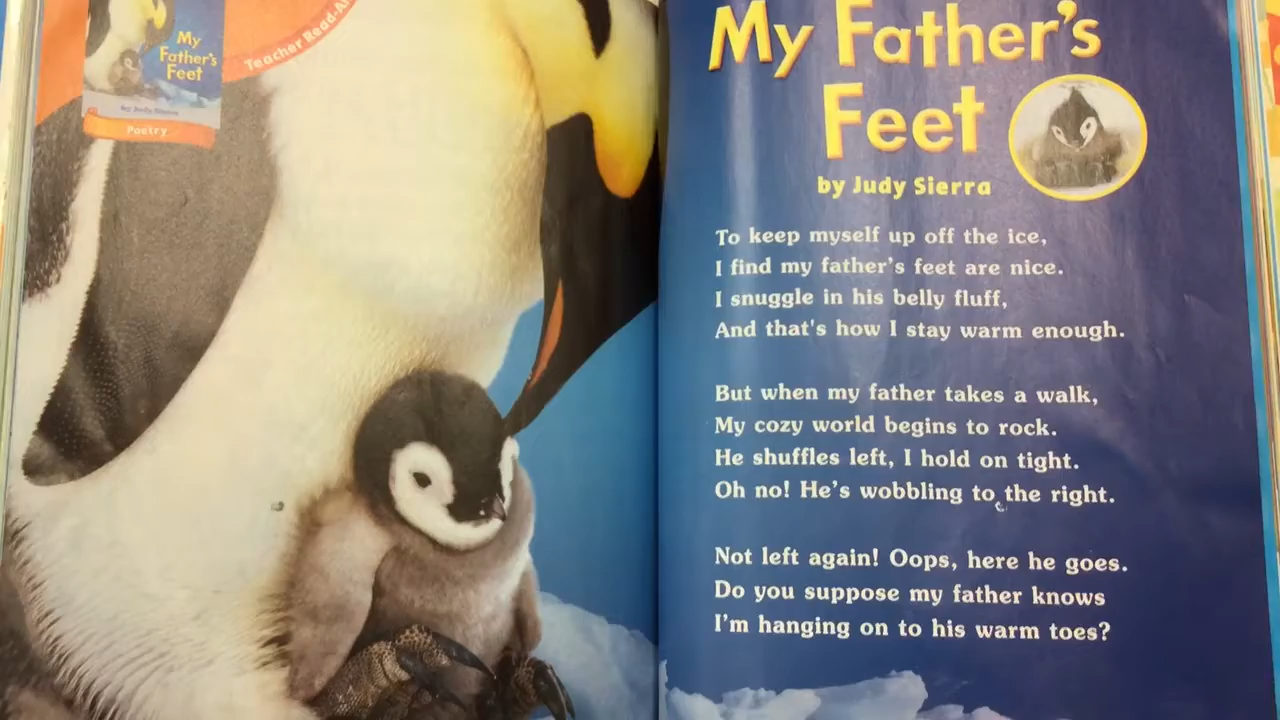 My
Father's
Feet
by Judy Sierra
Poetry
Teacher Read-Al
My Father's
Feet
by Judy Sierra
To keep myself up off the ice,
I find my father's feet are nice.
I snuggle in his belly fluff,
And that's how I stay warm enough.
But when my father takes a walk,
My cozy world begins to rock.
He shuffles left, I hold on tight.
Oh no! He's wobbling to the right.
Not left again! Oops, here he goes.
Do you suppose my father knows
I'm hanging on to his warm toes?